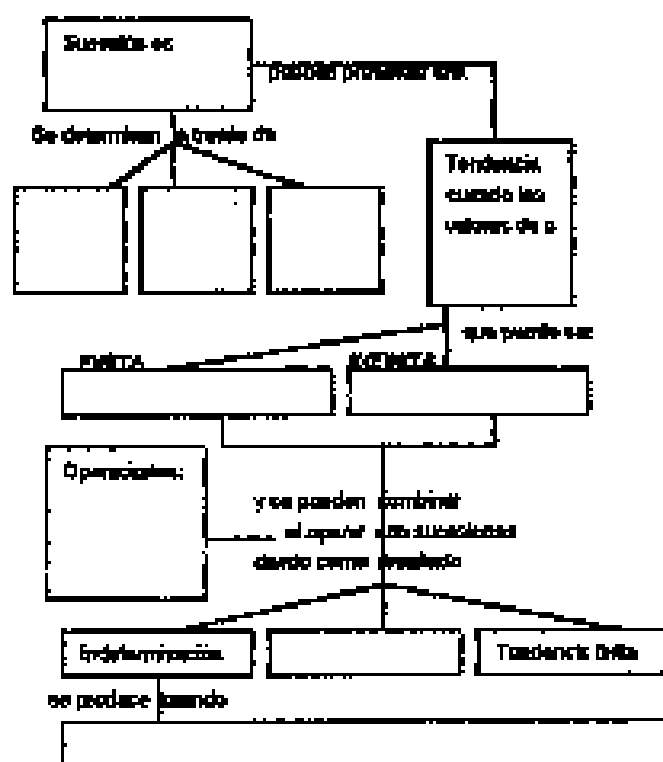 Sucesión es
puede presentar una
Se determinan a través de
Tendencia
cuando los
valores de a
que puede ser
FINITA
INFINITA
Operaciones:
y se pueden combinar
al operar con sucesiones
dando como resultado
Indeterminación
Tendencia finita
se produce cuando